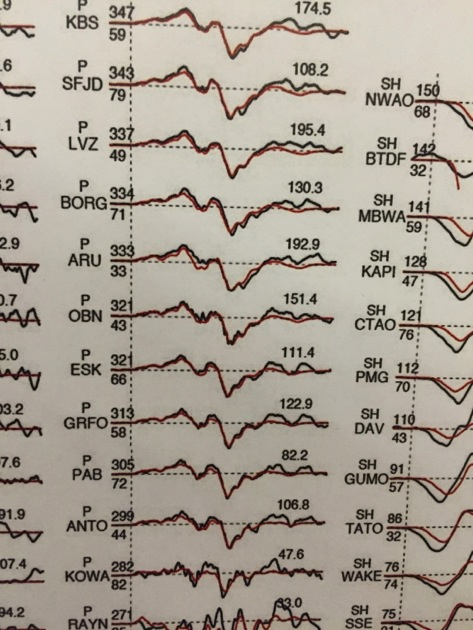 P 347 174.5
KBS 59
P 343 108.2
SFJD 79
P 337 195.4
LVZ 49
P 334 130.3
BORG 71
P 333 192.9
ARU 33
P 321 151.4
OBN 43
P 321 111.4
ESK 66
P 313 122.9
GRFO 58
P 305 82.2
PAB 72
P 299 106.8
ANTO 44
P 282 47.6
KOWA 82
P 271
RAYN
SH 150
NWAO 68
SH 142
BTDF 32
SH 141
MBWA 59
SH 128
KAPI 47
SH 121
CTAO 76
SH 112
PMG 70
SH 110
DAV 43
SH 91
GUMO 57
SH 86
TATO 32
SH 76
WAKE 74
SH 75
SSE